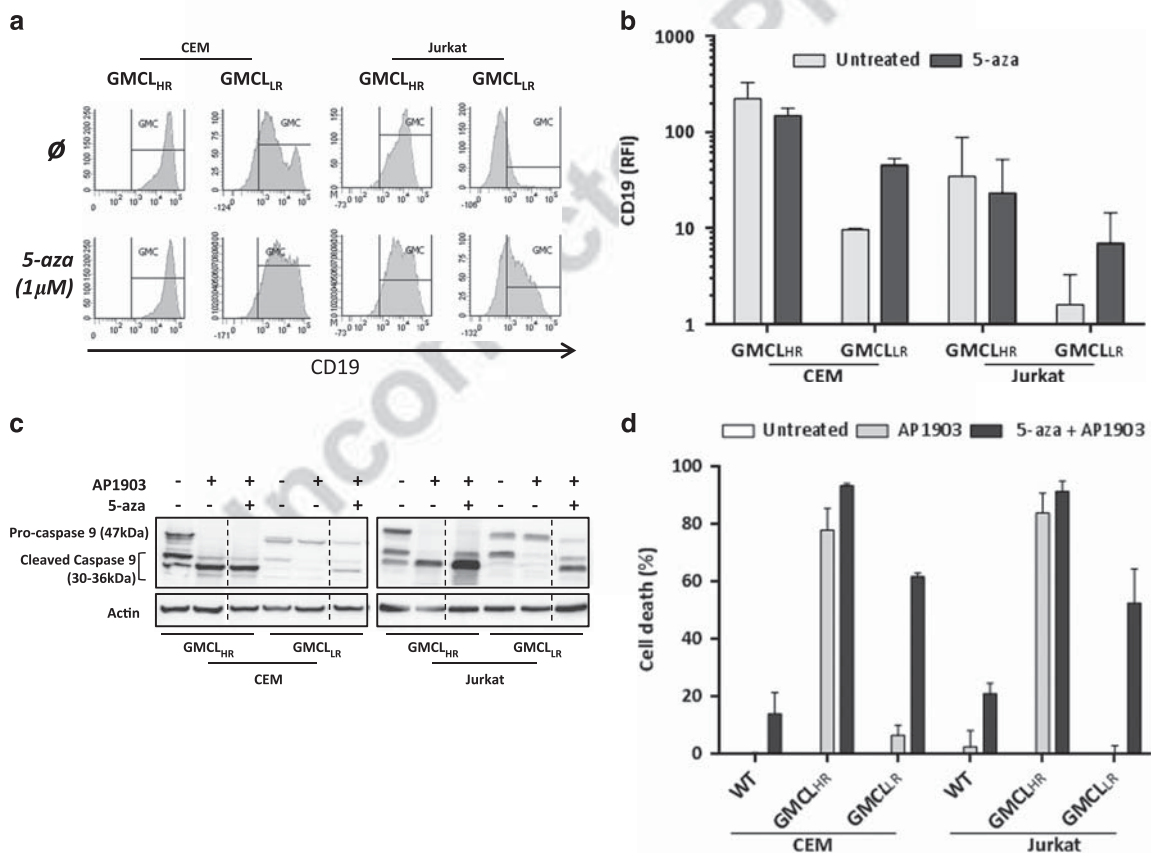 a
CEM
Jurkat
GMCLHR
GMCLLR
GMCLHR
GMCLLR
Ø
GMC
GMC
GMC
GMC
5-aza
(1µM)
GMC
GMC
GMC
GMC
CD19
b
Untreated 5-aza
CD19 (RFI)
1000
100
10
1
GMCLHR GMCLLR GMCLHR GMCLLR
CEM Jurkat
c
AP1903 - + + - + + - + + - + +
5-aza - - + - - + - - + - - +
Pro-caspase 9 (47kDa)
Cleaved Caspase 9
(30-36kDa)
Actin
GMCLHR GMCLLR GMCLHR GMCLLR
CEM Jurkat
d
Untreated AP1903 5-aza + AP1903
Cell death (%)
100
80
60
40
20
0
WT GMCLHR GMCLLR WT GMCLHR GMCLLR
CEM Jurkat